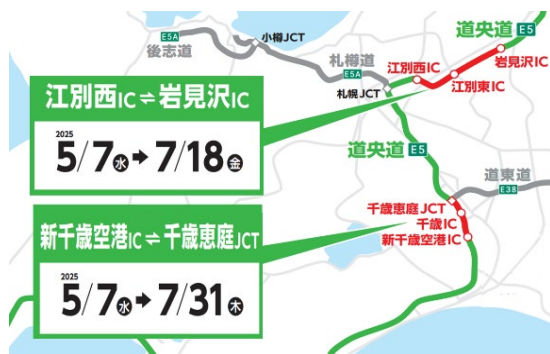 道央道 E5
小樽JCT
E5A
後志道
札樽道
E5A
江別西IC
岩見沢IC
江別東IC
札幌JCT
江別西IC⇌岩見沢IC
2025
5/7水→7/18金
道央道 E5
道東道
E38
千歳恵庭JCT
千歳IC
新千歳空港IC
新千歳空港IC⇌千歳恵庭JCT
2025
5/7水→7/31木